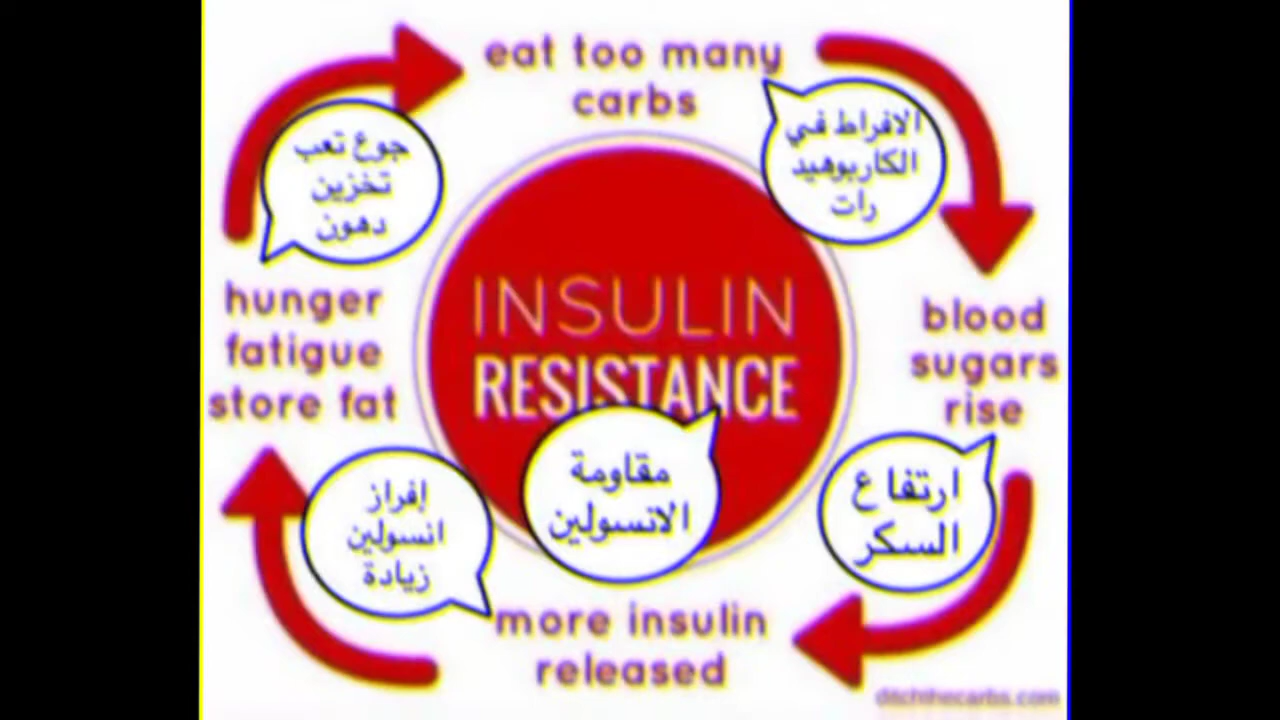 eat too many
carbs
الافراط في
الكاربوهيد
رات
جوع تعب
تخزين
دهون
INSULIN
RESISTANCE
hunger
fatigue
store fat
blood
sugars
rise
مقاومة
الانسولين
إفراز
انسولين
زيادة
ارتفاع
السكر
more insulin
released
ditchthecarbs.com